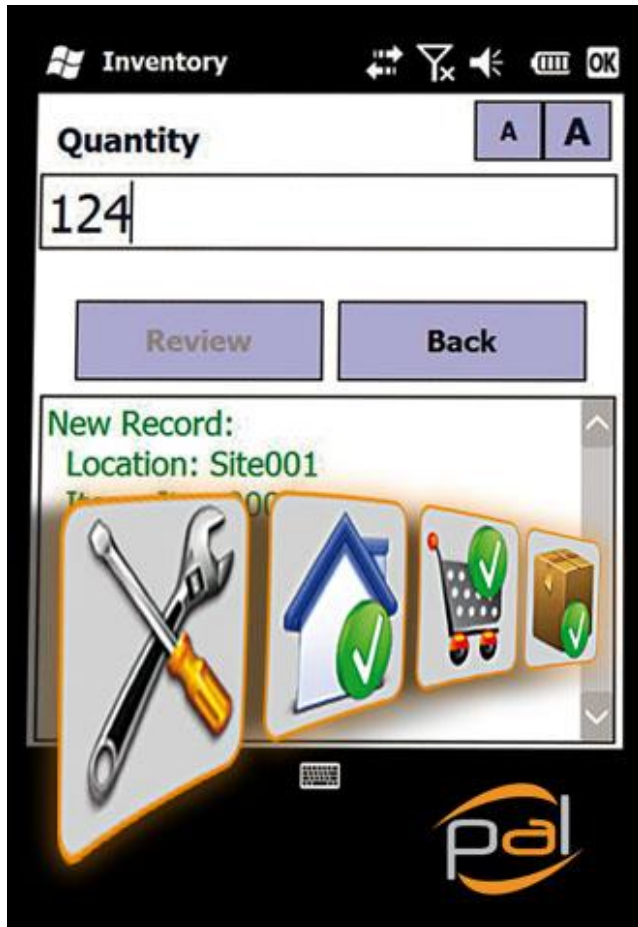 Inventory
OK
Quantity
A A
124
Review
Back
New Record:
Location: Site001
pal